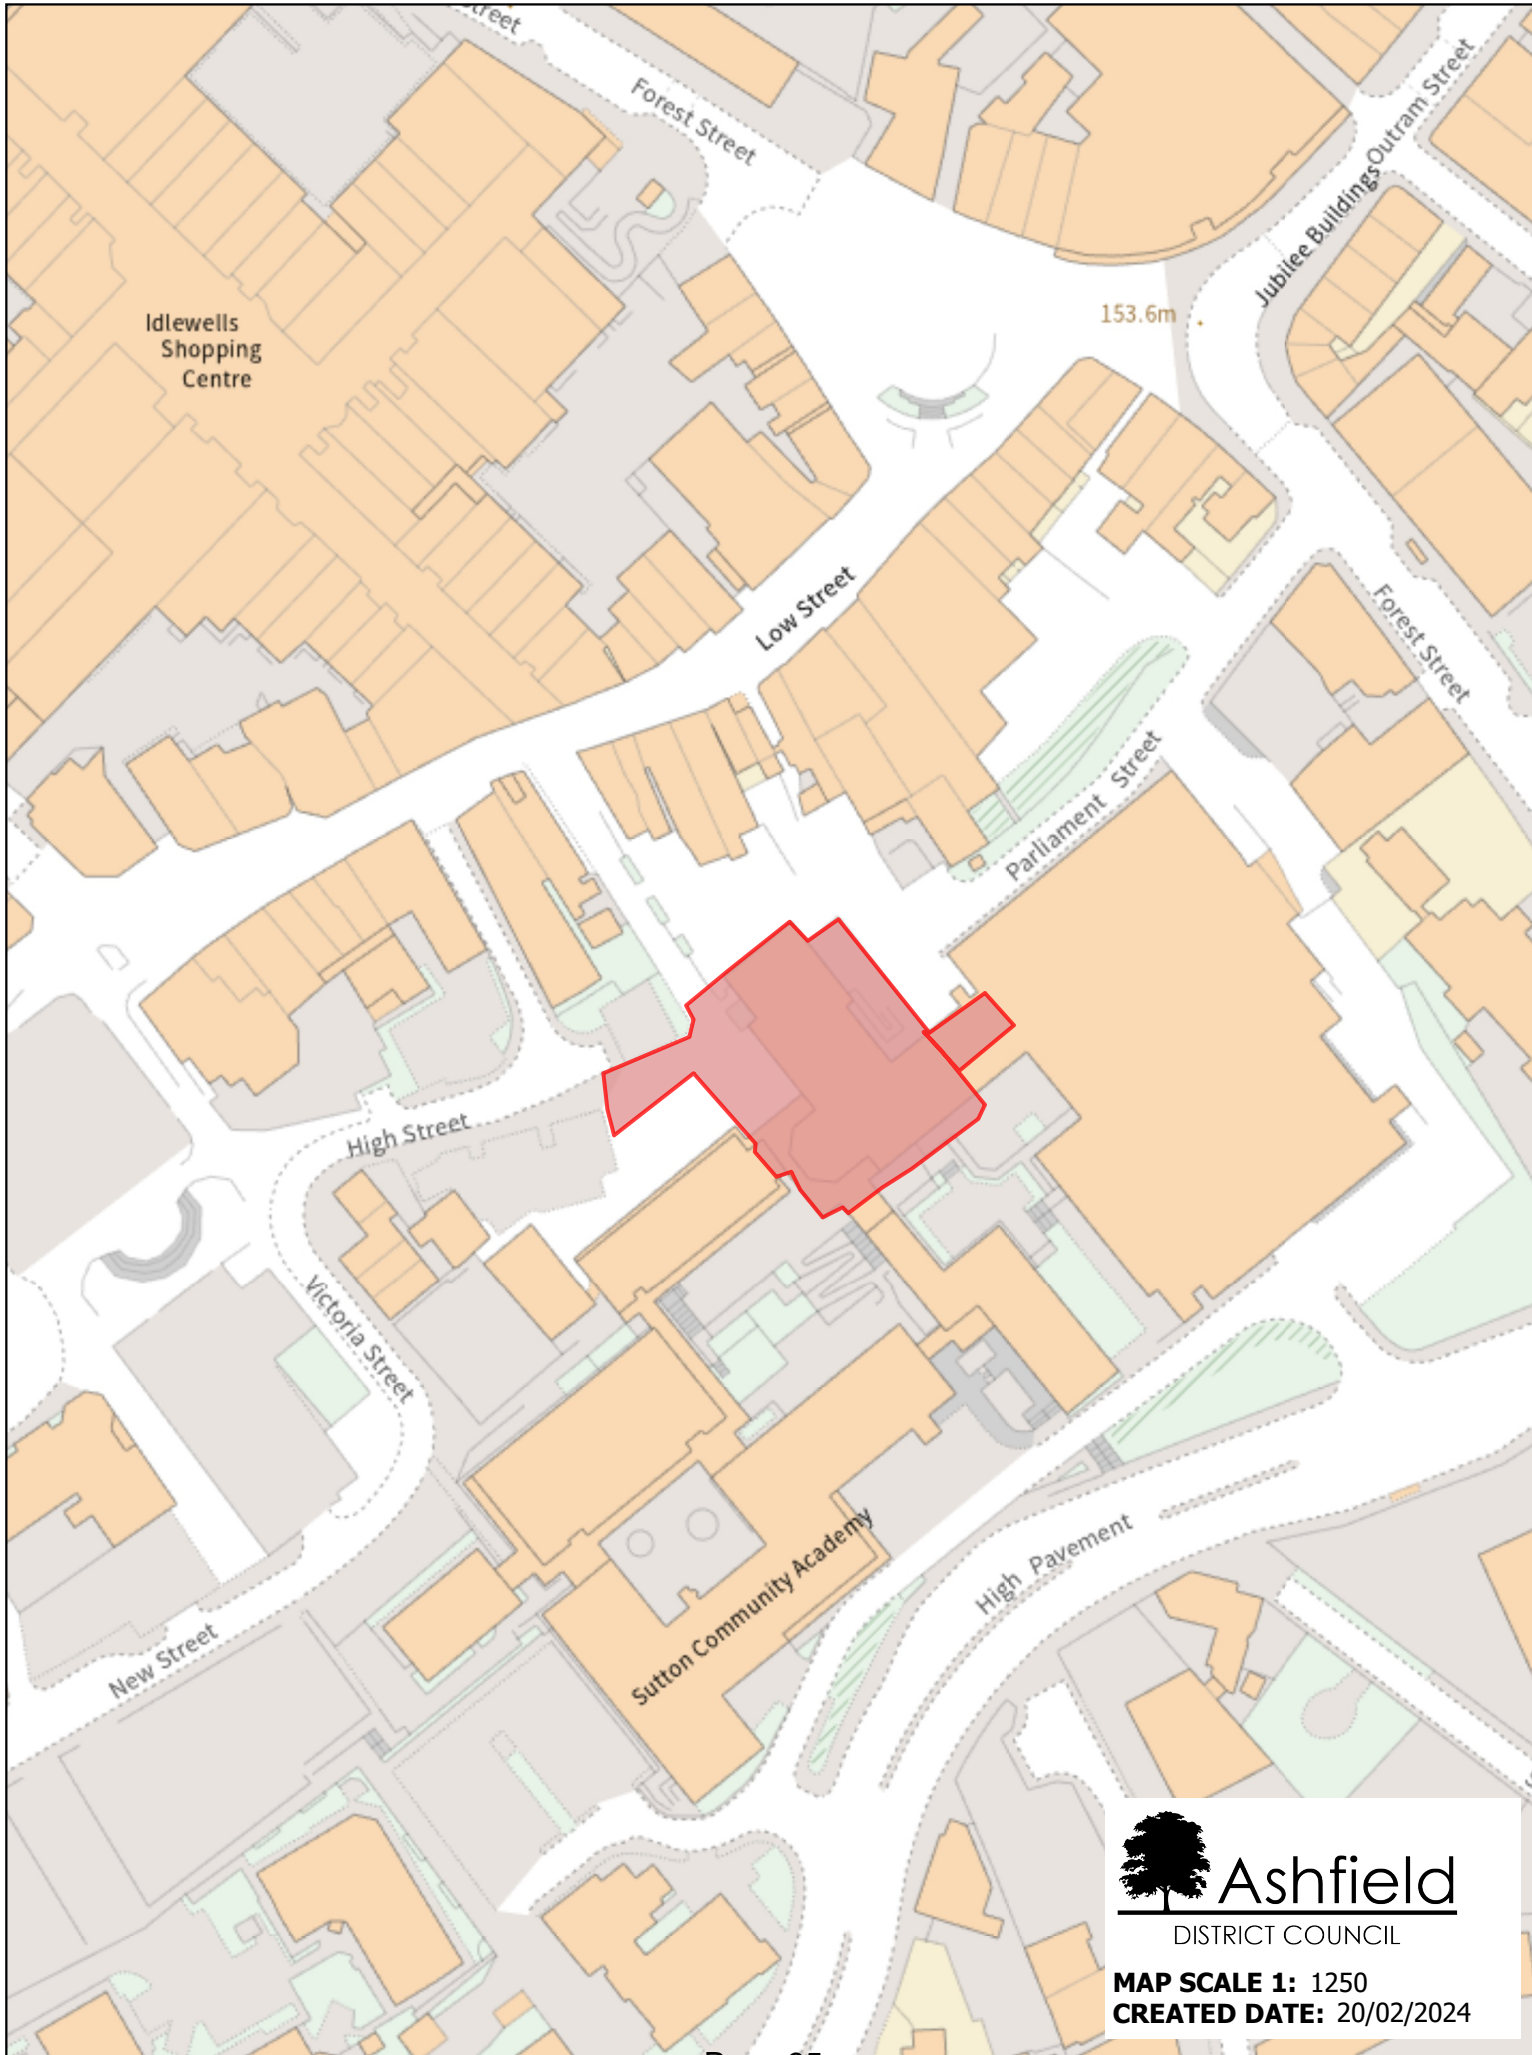 Street
Forest Street
Outram Street
Jubilee Buildings
153.6m
Idlewells
Shopping
Centre
Low Street
Forest Street
Parliament Street
High Street
Victoria Street
Sutton Community Academy
High Pavement
New Street
Ashfield
DISTRICT COUNCIL
MAP SCALE 1: 1250
CREATED DATE: 20/02/2024